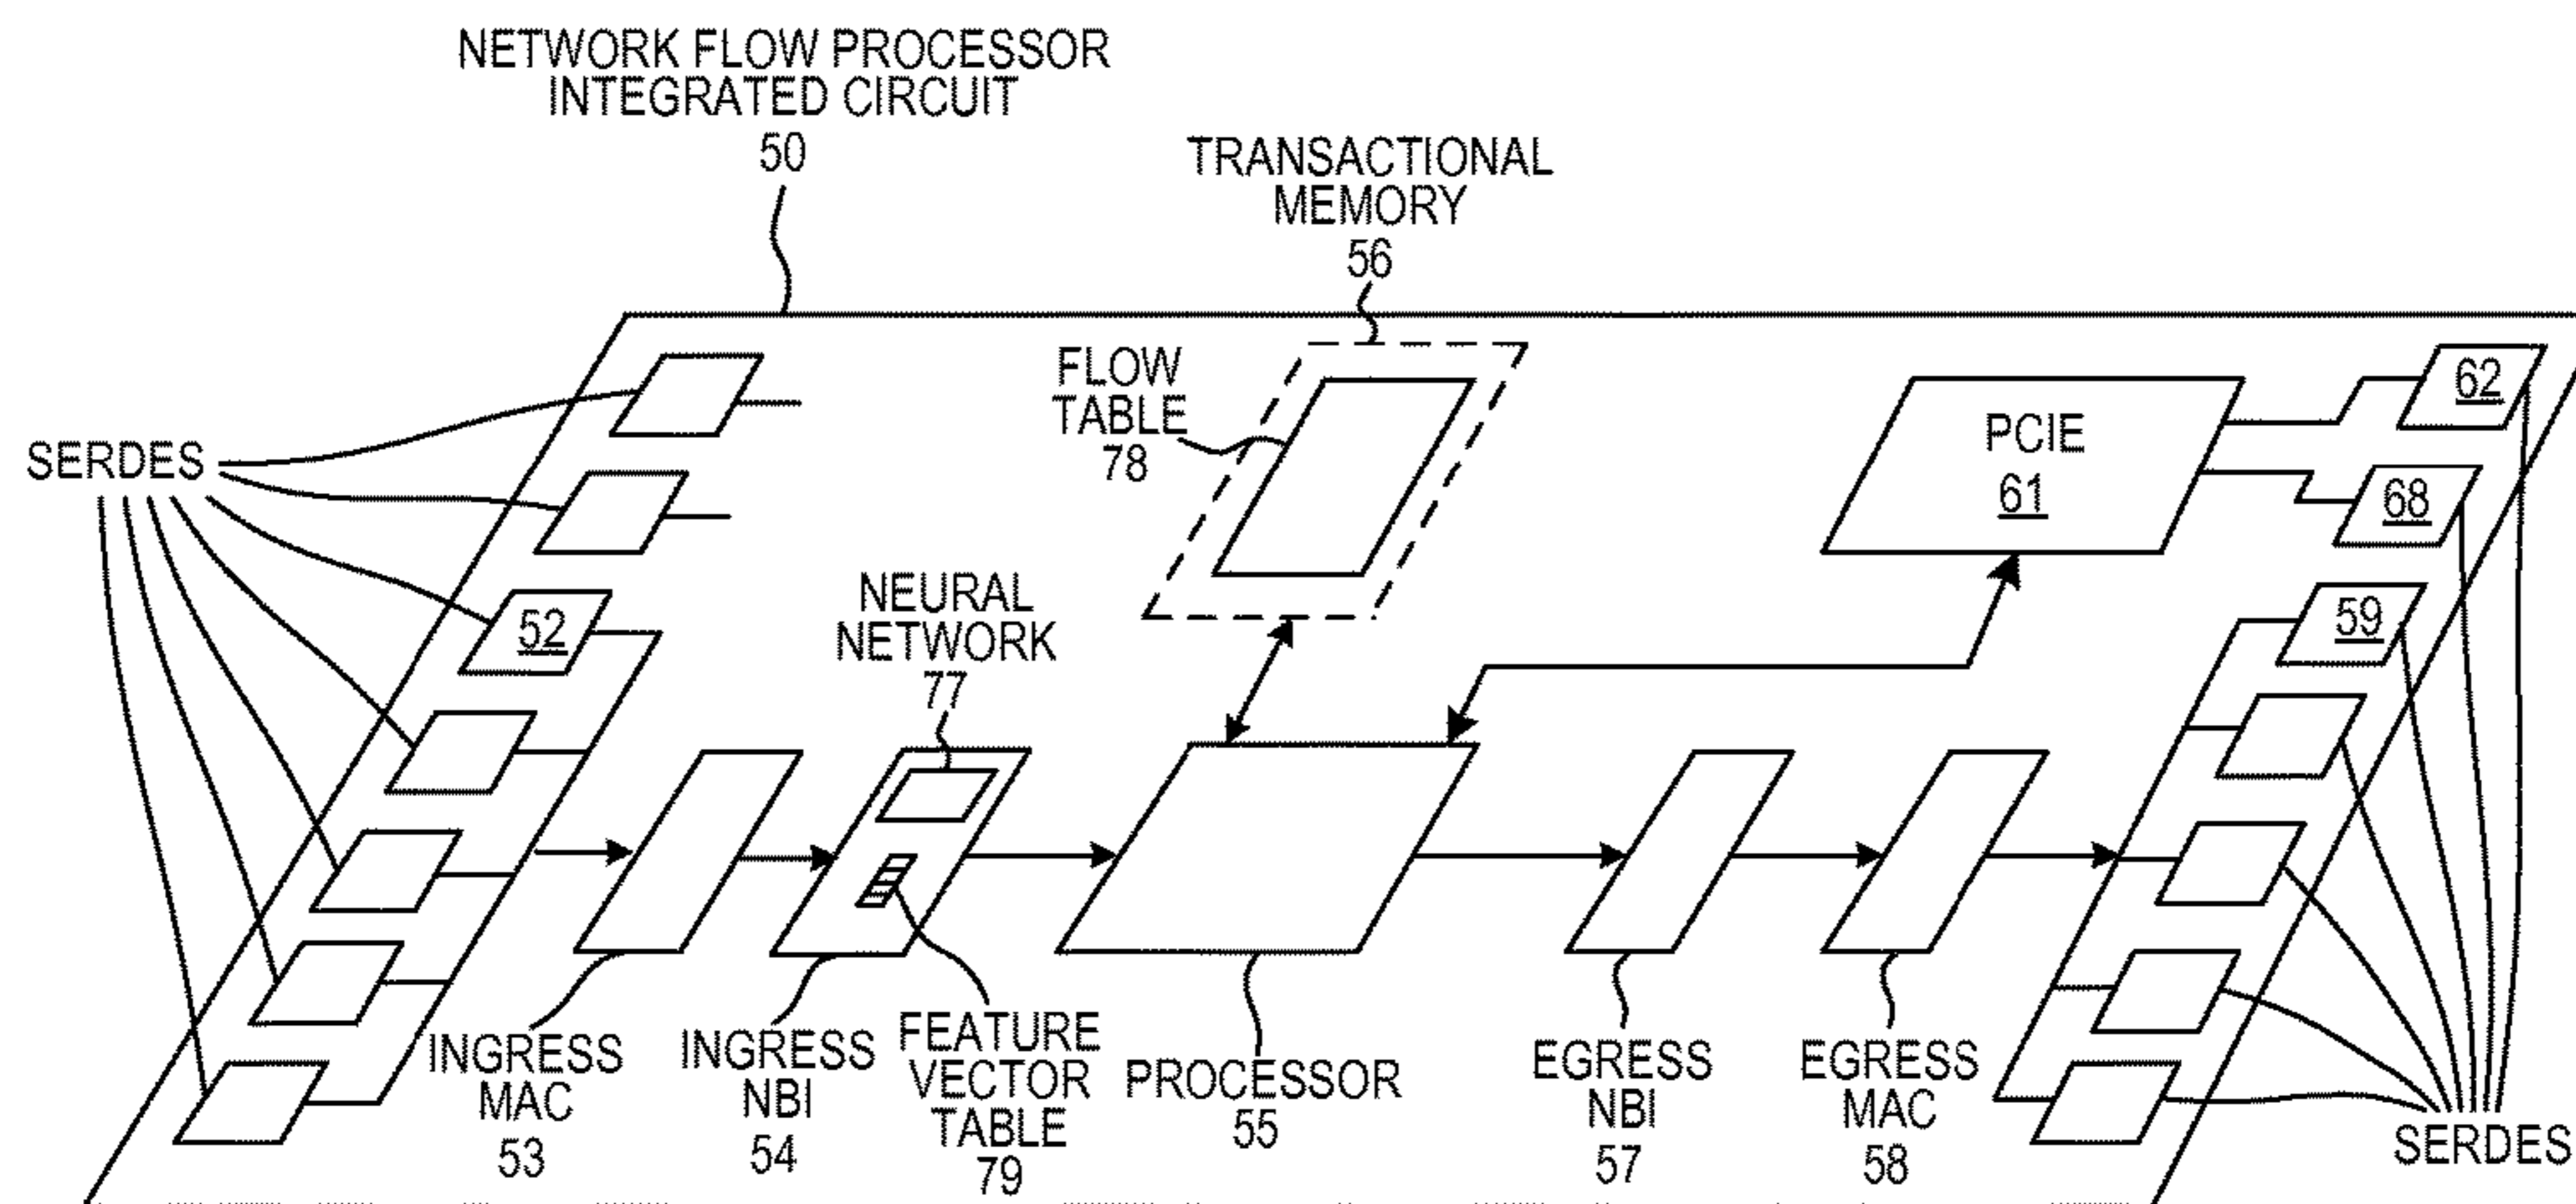 NETWORK FLOW PROCESSOR
INTEGRATED CIRCUIT
50
TRANSACTIONAL
MEMORY
56
FLOW
TABLE
78
PCIE
61
62
68
SERDES
52
59
NEURAL
NETWORK
77
INGRESS
MAC
53
INGRESS
NBI
54
FEATURE
VECTOR
TABLE
79
PROCESSOR
55
EGRESS
NBI
57
EGRESS
MAC
58
SERDES